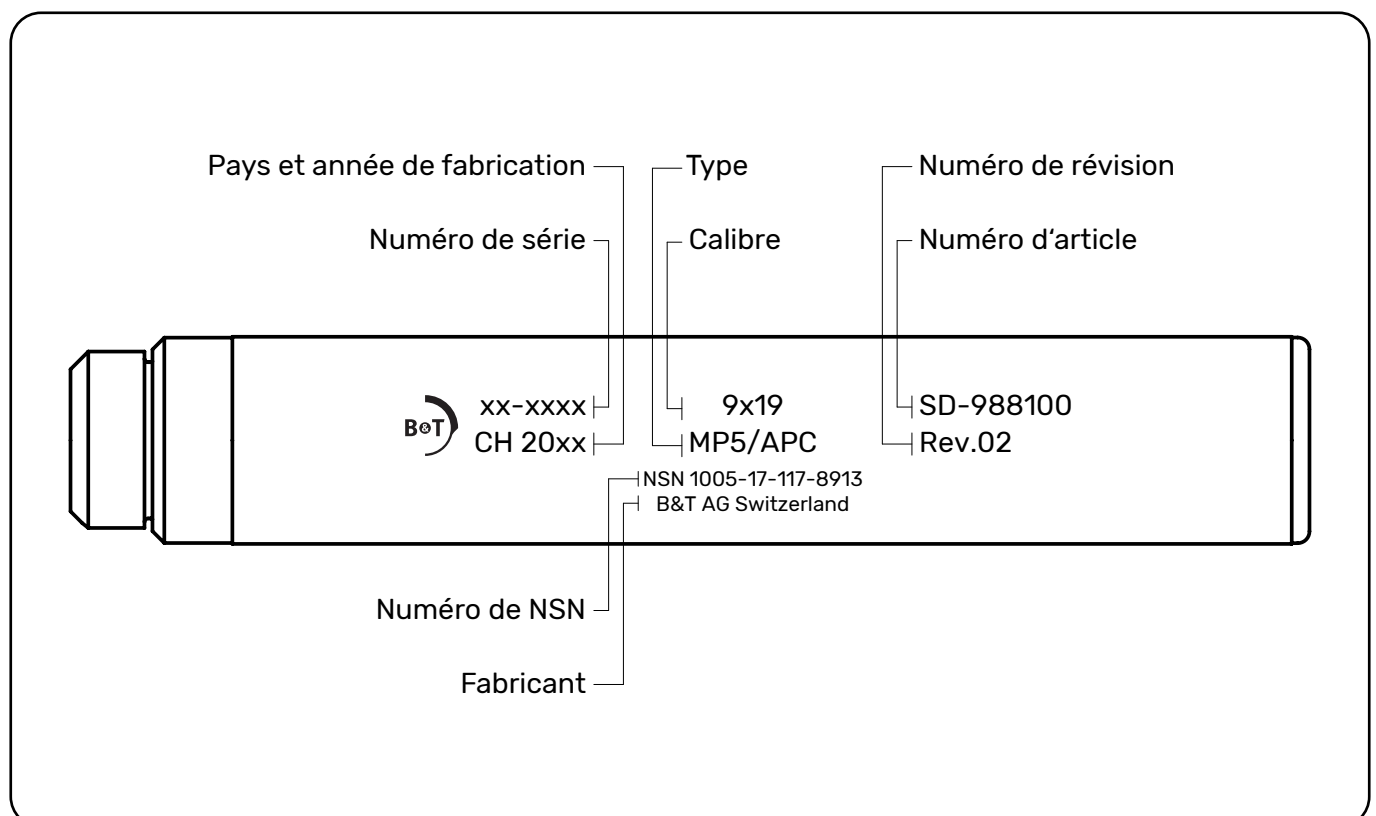 Pays et année de fabrication Type Numéro de révision
Numéro de série Calibre Numéro d‘article
B&T xx-xxxx 9x19 SD-988100
CH 20xx MP5/APC Rev.02
NSN 1005-17-117-8913
B&T AG Switzerland
Numéro de NSN
Fabricant